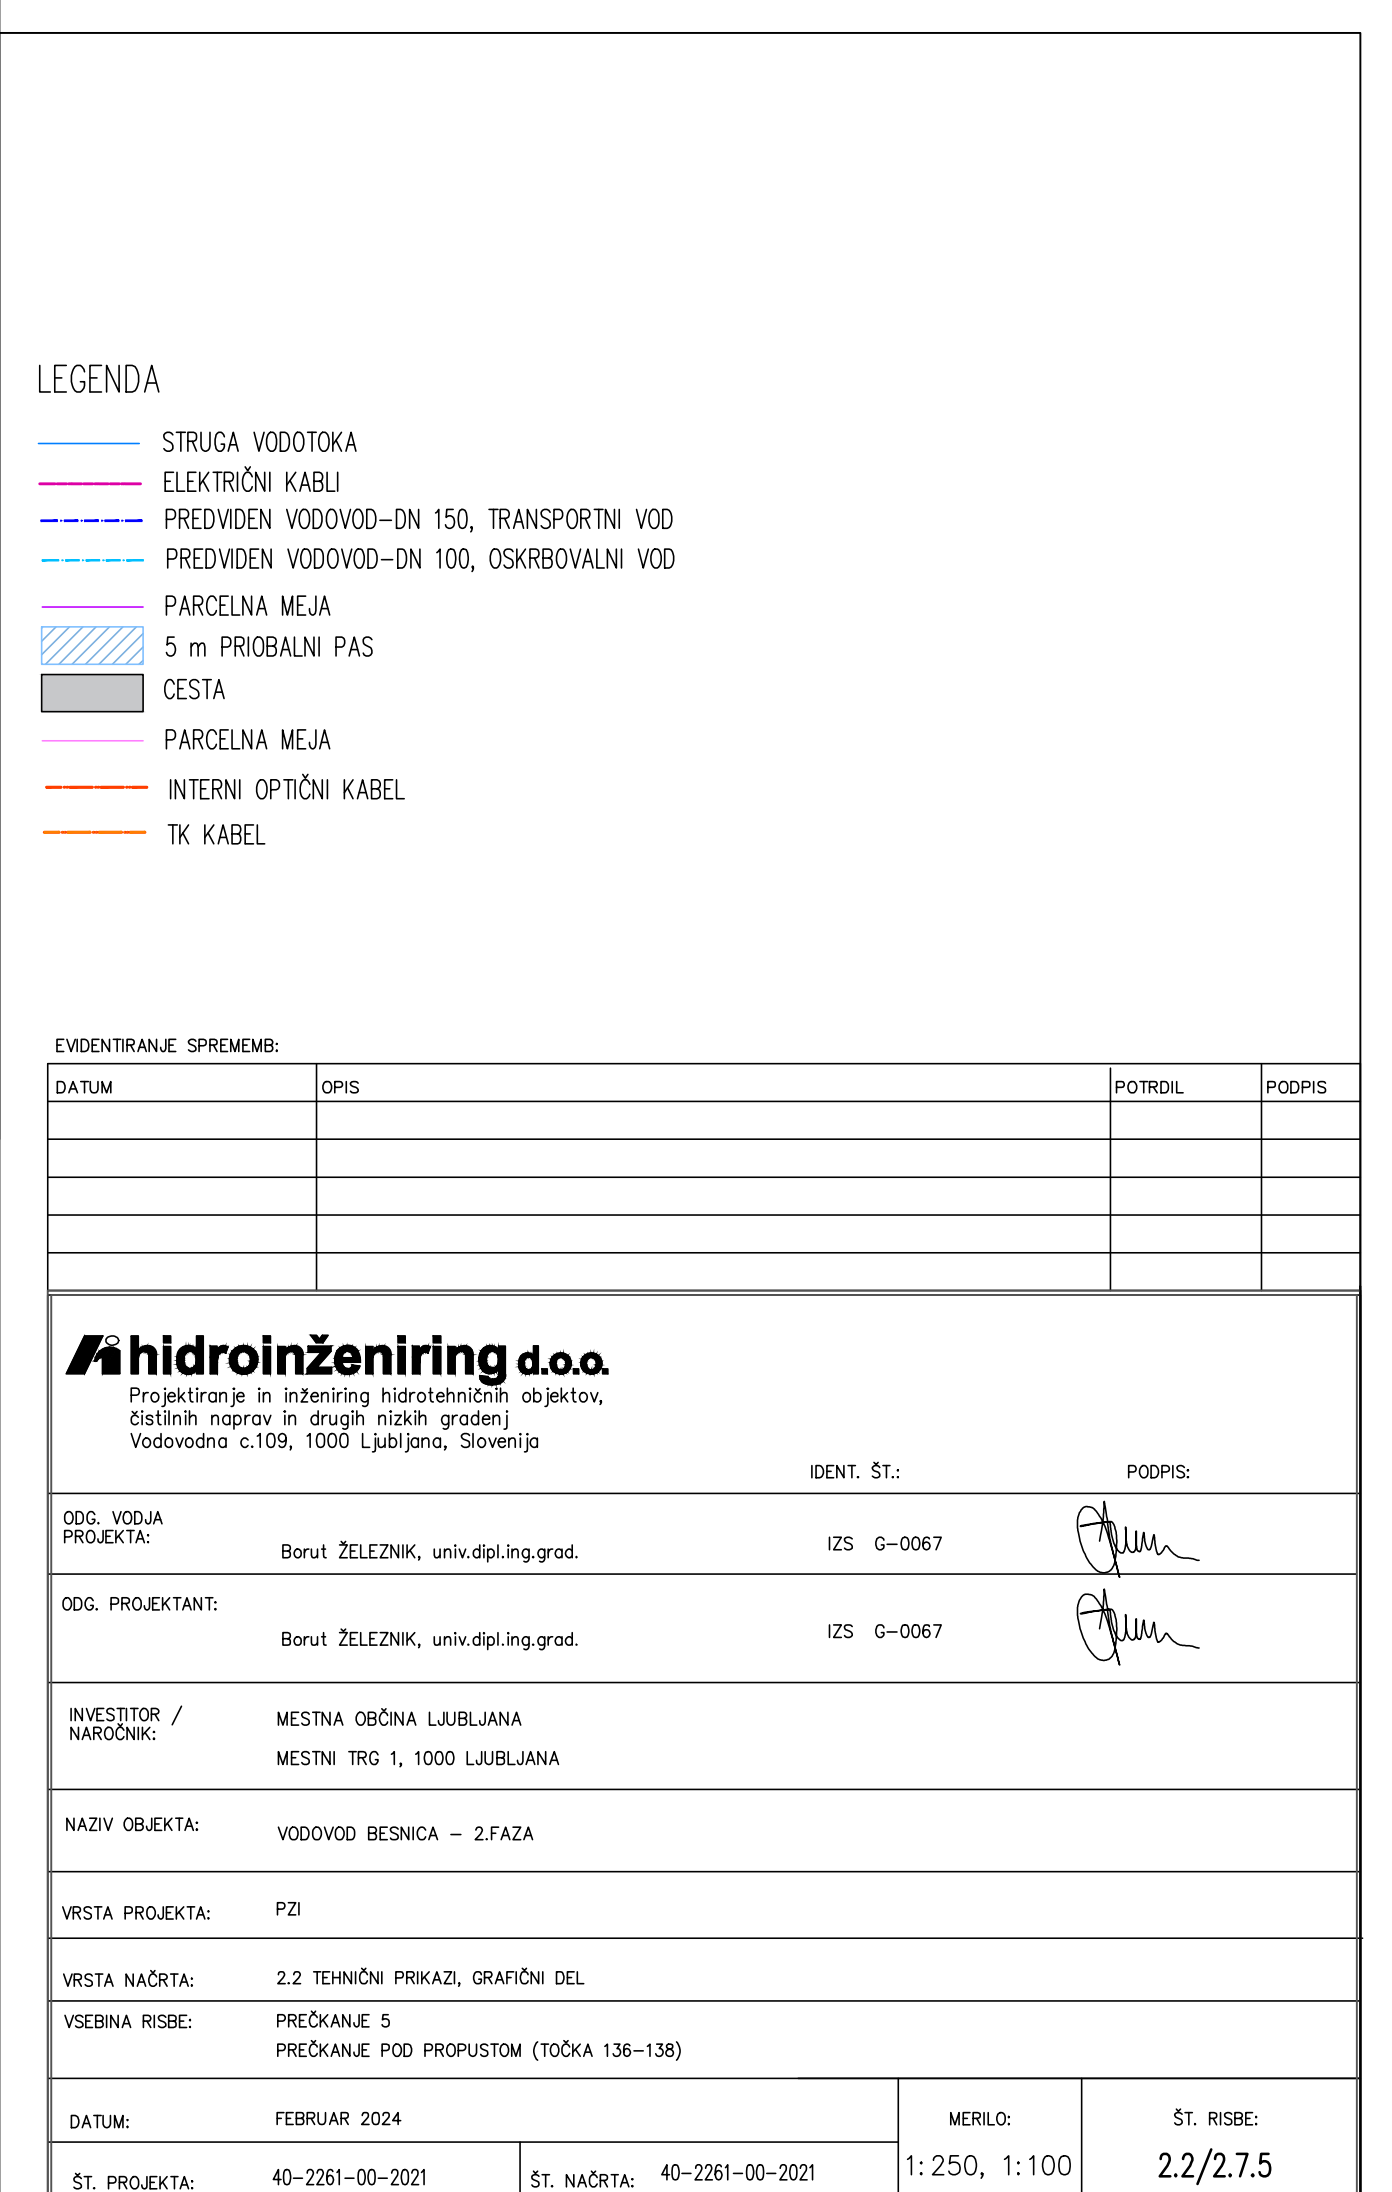 LEGENDA
STRUGA VODOTOKA
ELEKTRIČNI KABLI
PREDVIDEN VODOVOD–DN 150, TRANSPORTNI VOD
PREDVIDEN VODOVOD–DN 100, OSKRBOVALNI VOD
PARCELNA MEJA
5 m PRIOBALNI PAS
CESTA
PARCELNA MEJA
INTERNI OPTIČNI KABEL
TK KABEL
EVIDENTIRANJE SPREMEMB:
DATUM OPIS POTRDIL PODPIS
hidroinženiring d.o.o.
Projektiranje in inženiring hidrotehničnih objektov,
čistilnih naprav in drugih nizkih gradenj
Vodovodna c.109, 1000 Ljubljana, Slovenija
IDENT. ŠT.: PODPIS:
ODG. VODJA
PROJEKTA:
Borut ŽELEZNIK, univ.dipl.ing.grad. IZS G–0067
ODG. PROJEKTANT:
Borut ŽELEZNIK, univ.dipl.ing.grad. IZS G–0067
INVESTITOR /
NAROČNIK:
MESTNA OBČINA LJUBLJANA
MESTNI TRG 1, 1000 LJUBLJANA
NAZIV OBJEKTA: VODOVOD BESNICA – 2.FAZA
VRSTA PROJEKTA: PZI
VRSTA NAČRTA: 2.2 TEHNIČNI PRIKAZI, GRAFIČNI DEL
VSEBINA RISBE: PREČKANJE 5
PREČKANJE POD PROPUSTOM (TOČKA 136–138)
DATUM: FEBRUAR 2024 MERILO: ŠT. RISBE:
ŠT. PROJEKTA: 40–2261–00–2021 ŠT. NAČRTA: 40–2261–00–2021 1:250, 1:100 2.2/2.7.5